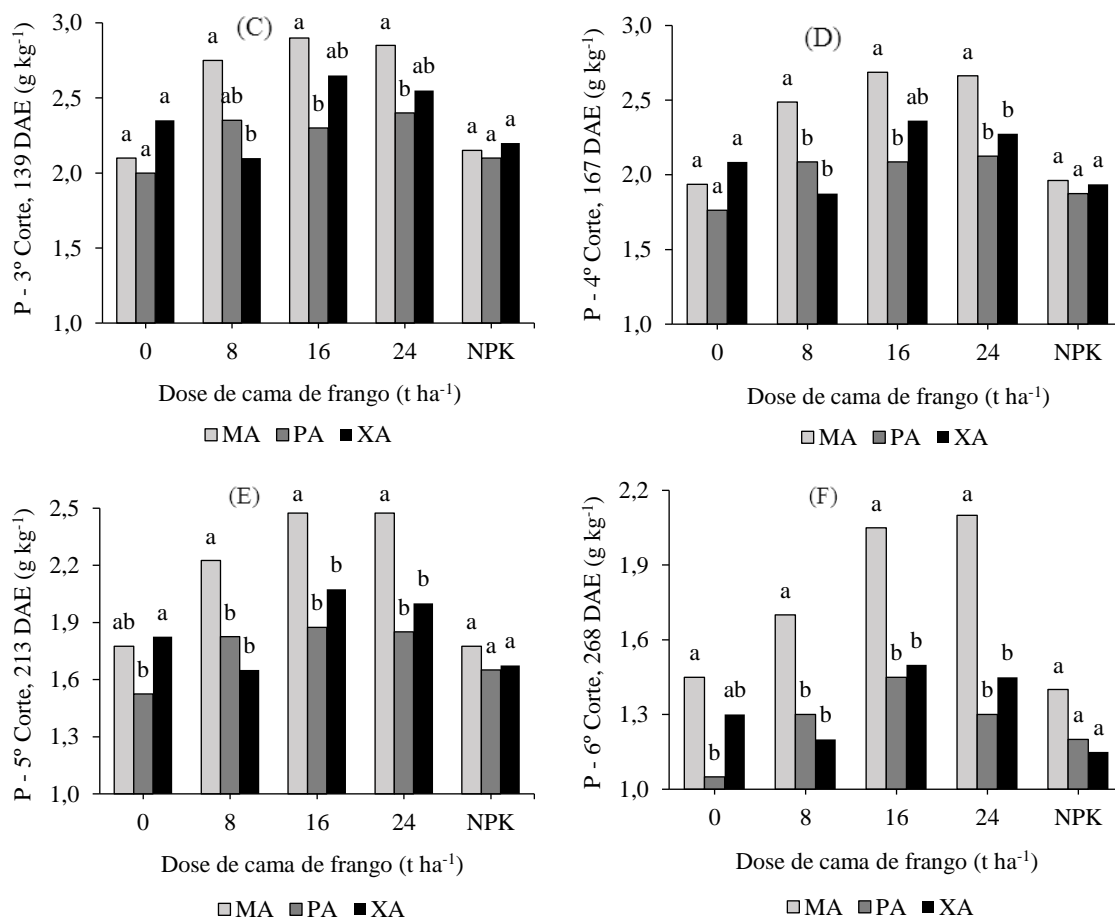 (C)
P - 3º Corte, 139 DAE (g kg⁻¹)
3,0
2,5
2,0
1,5
1,0
a a a
a ab b
a b ab
a b ab
a a a
0 8 16 24 NPK
Dose de cama de frango (t ha⁻¹)
MA PA XA
(D)
P - 4º Corte, 167 DAE (g kg⁻¹)
3,0
2,5
2,0
1,5
1,0
a a a
a b b
a b ab
a b b
a a a
0 8 16 24 NPK
Dose de cama de frango (t ha⁻¹)
MA PA XA
(E)
P - 5º Corte, 213 DAE (g kg⁻¹)
2,5
2,2
1,9
1,6
1,3
1,0
ab b a
a b b
a b b
a b b
a a a
0 8 16 24 NPK
Dose de cama de frango (t ha⁻¹)
MA PA XA
(F)
P - 6º Corte, 268 DAE (g kg⁻¹)
2,2
1,9
1,6
1,3
1,0
a b ab
a b b
a b b
a b b
a a a
0 8 16 24 NPK
Dose de cama de frango (t ha⁻¹)
MA PA XA